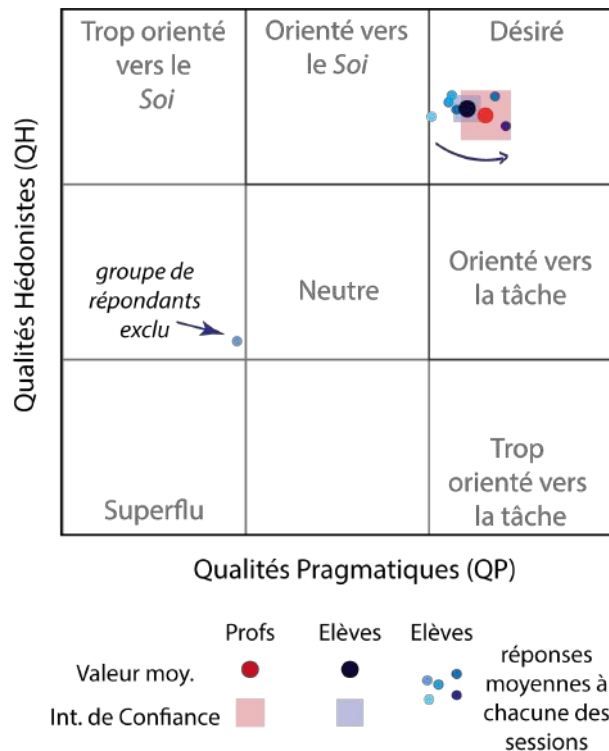 Trop orienté
vers le
Soi
Orienté vers
le Soi
Désiré
Qualités Hédonistes (QH)
groupe de
répondants
exclu
Neutre
Orienté vers
la tâche
Superflu
Trop
orienté vers
la tâche
Qualités Pragmatiques (QP)
Profs
Elèves
Elèves
Valeur moy.
Int. de Confiance
réponses
moyennes à
chacune des
sessions